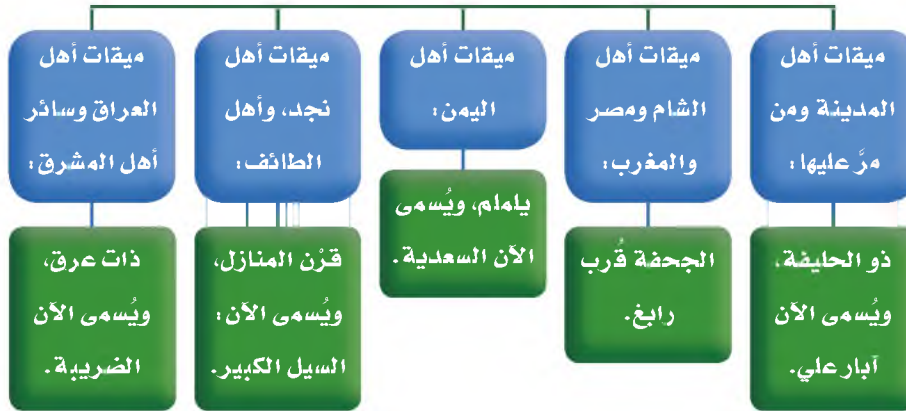 ميقات أهل
المدينة ومن
مرَّ عليها:
ذو الحليفة،
ويُسمى الآن
آبار علي.
ميقات أهل
الشام ومصر
والمغرب:
الجحفة قُرب
رابغ.
ميقات أهل
اليمن:
يلملم، ويُسمى
الآن السعدية.
ميقات أهل
نجد، وأهل
الطائف:
قرْن المنازل،
ويُسمى الآن:
السيل الكبير.
ميقات أهل
العراق وسائر
أهل المشرق:
ذات عرق،
ويُسمى الآن
الضريبة.